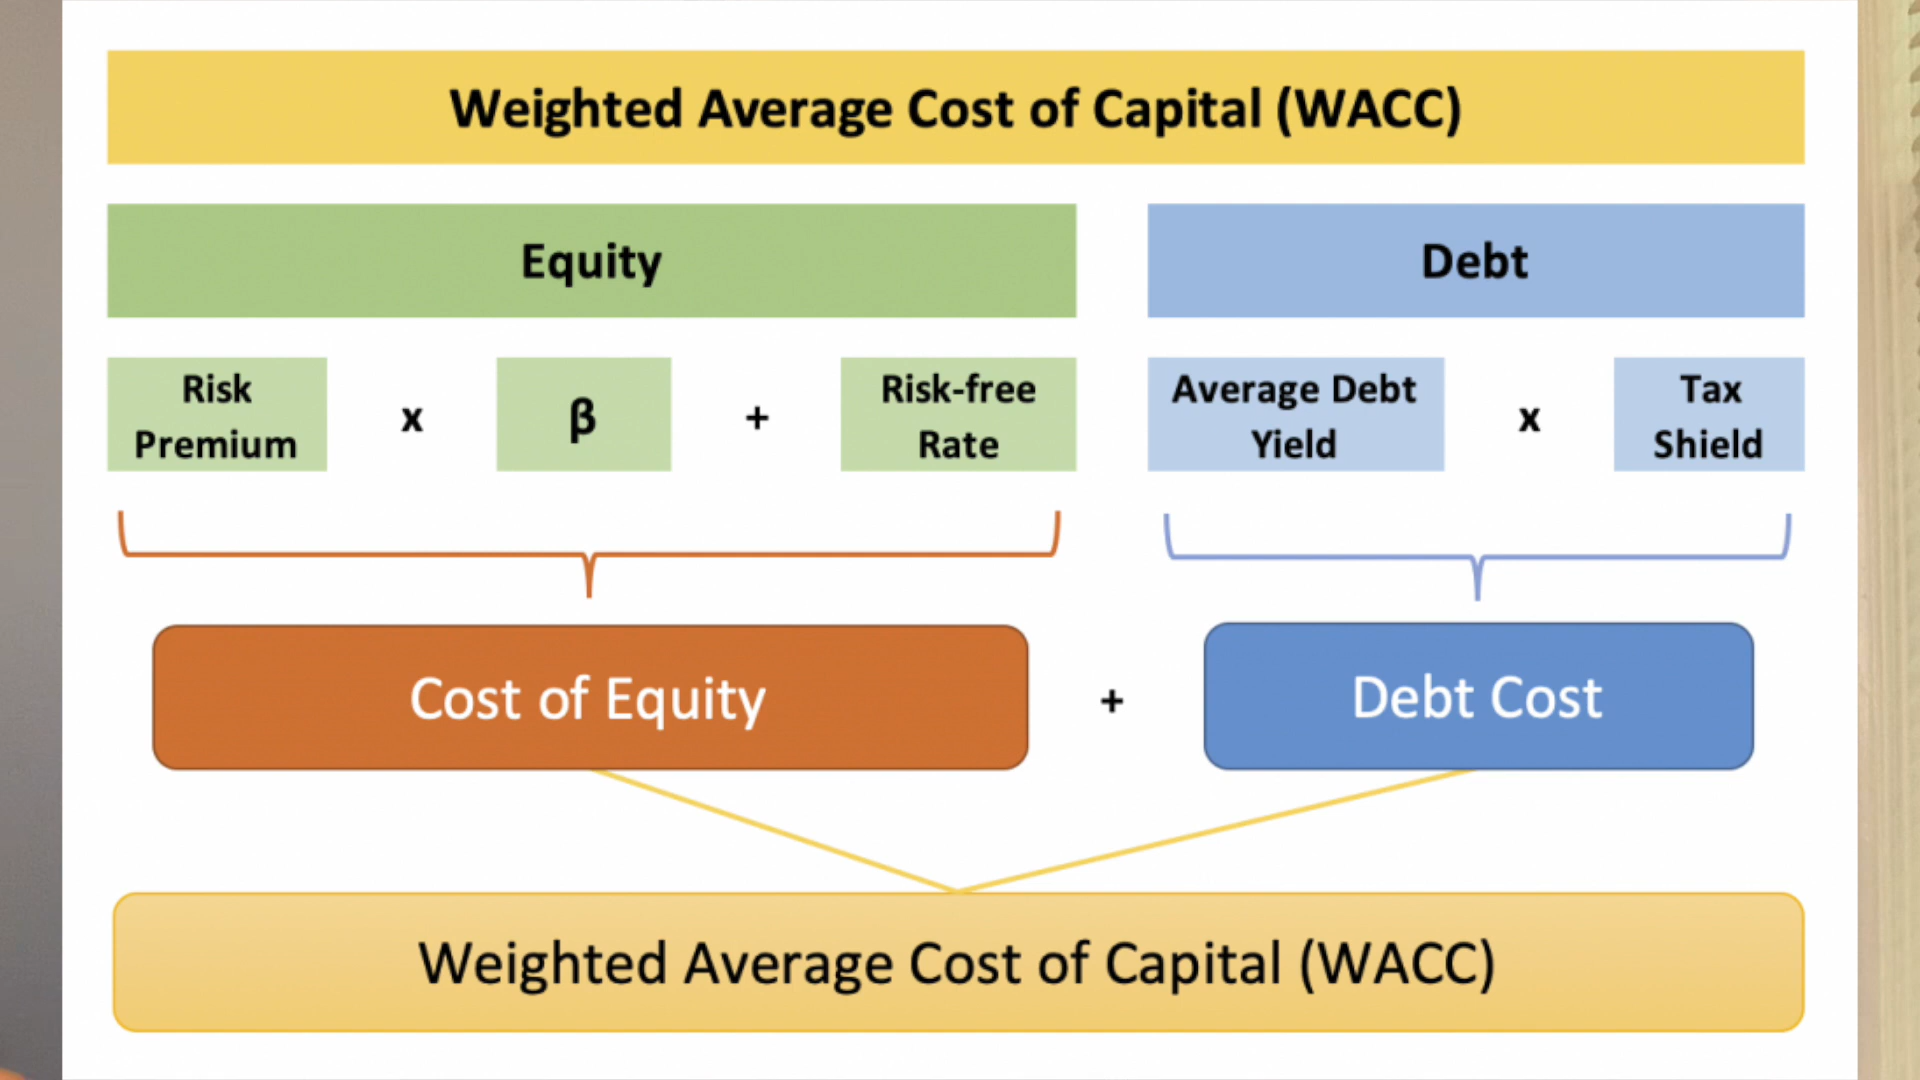 Weighted Average Cost of Capital (WACC)
Equity
Debt
Risk
Premium
x
β
+
Risk-free
Rate
Average Debt
Yield
x
Tax
Shield
Cost of Equity
+
Debt Cost
Weighted Average Cost of Capital (WACC)